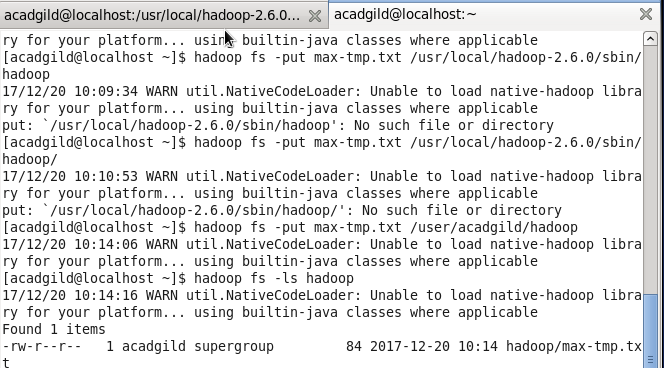 acadgild@localhost:/usr/local/hadoop-2.6.0...
acadgild@localhost:~
ry for your platform... using builtin-java classes where applicable
[acadgild@localhost ~]$ hadoop fs -put max-tmp.txt /usr/local/hadoop-2.6.0/sbin/
hadoop
17/12/20 10:09:34 WARN util.NativeCodeLoader: Unable to load native-hadoop libra
ry for your platform... using builtin-java classes where applicable
put: `/usr/local/hadoop-2.6.0/sbin/hadoop': No such file or directory
[acadgild@localhost ~]$ hadoop fs -put max-tmp.txt /usr/local/hadoop-2.6.0/sbin/
hadoop/
17/12/20 10:10:53 WARN util.NativeCodeLoader: Unable to load native-hadoop libra
ry for your platform... using builtin-java classes where applicable
put: `/usr/local/hadoop-2.6.0/sbin/hadoop/': No such file or directory
[acadgild@localhost ~]$ hadoop fs -put max-tmp.txt /user/acadgild/hadoop
17/12/20 10:14:06 WARN util.NativeCodeLoader: Unable to load native-hadoop libra
ry for your platform... using builtin-java classes where applicable
[acadgild@localhost ~]$ hadoop fs -ls hadoop
17/12/20 10:14:16 WARN util.NativeCodeLoader: Unable to load native-hadoop libra
ry for your platform... using builtin-java classes where applicable
Found 1 items
-rw-r--r--   1 acadgild supergroup         84 2017-12-20 10:14 hadoop/max-tmp.tx
t